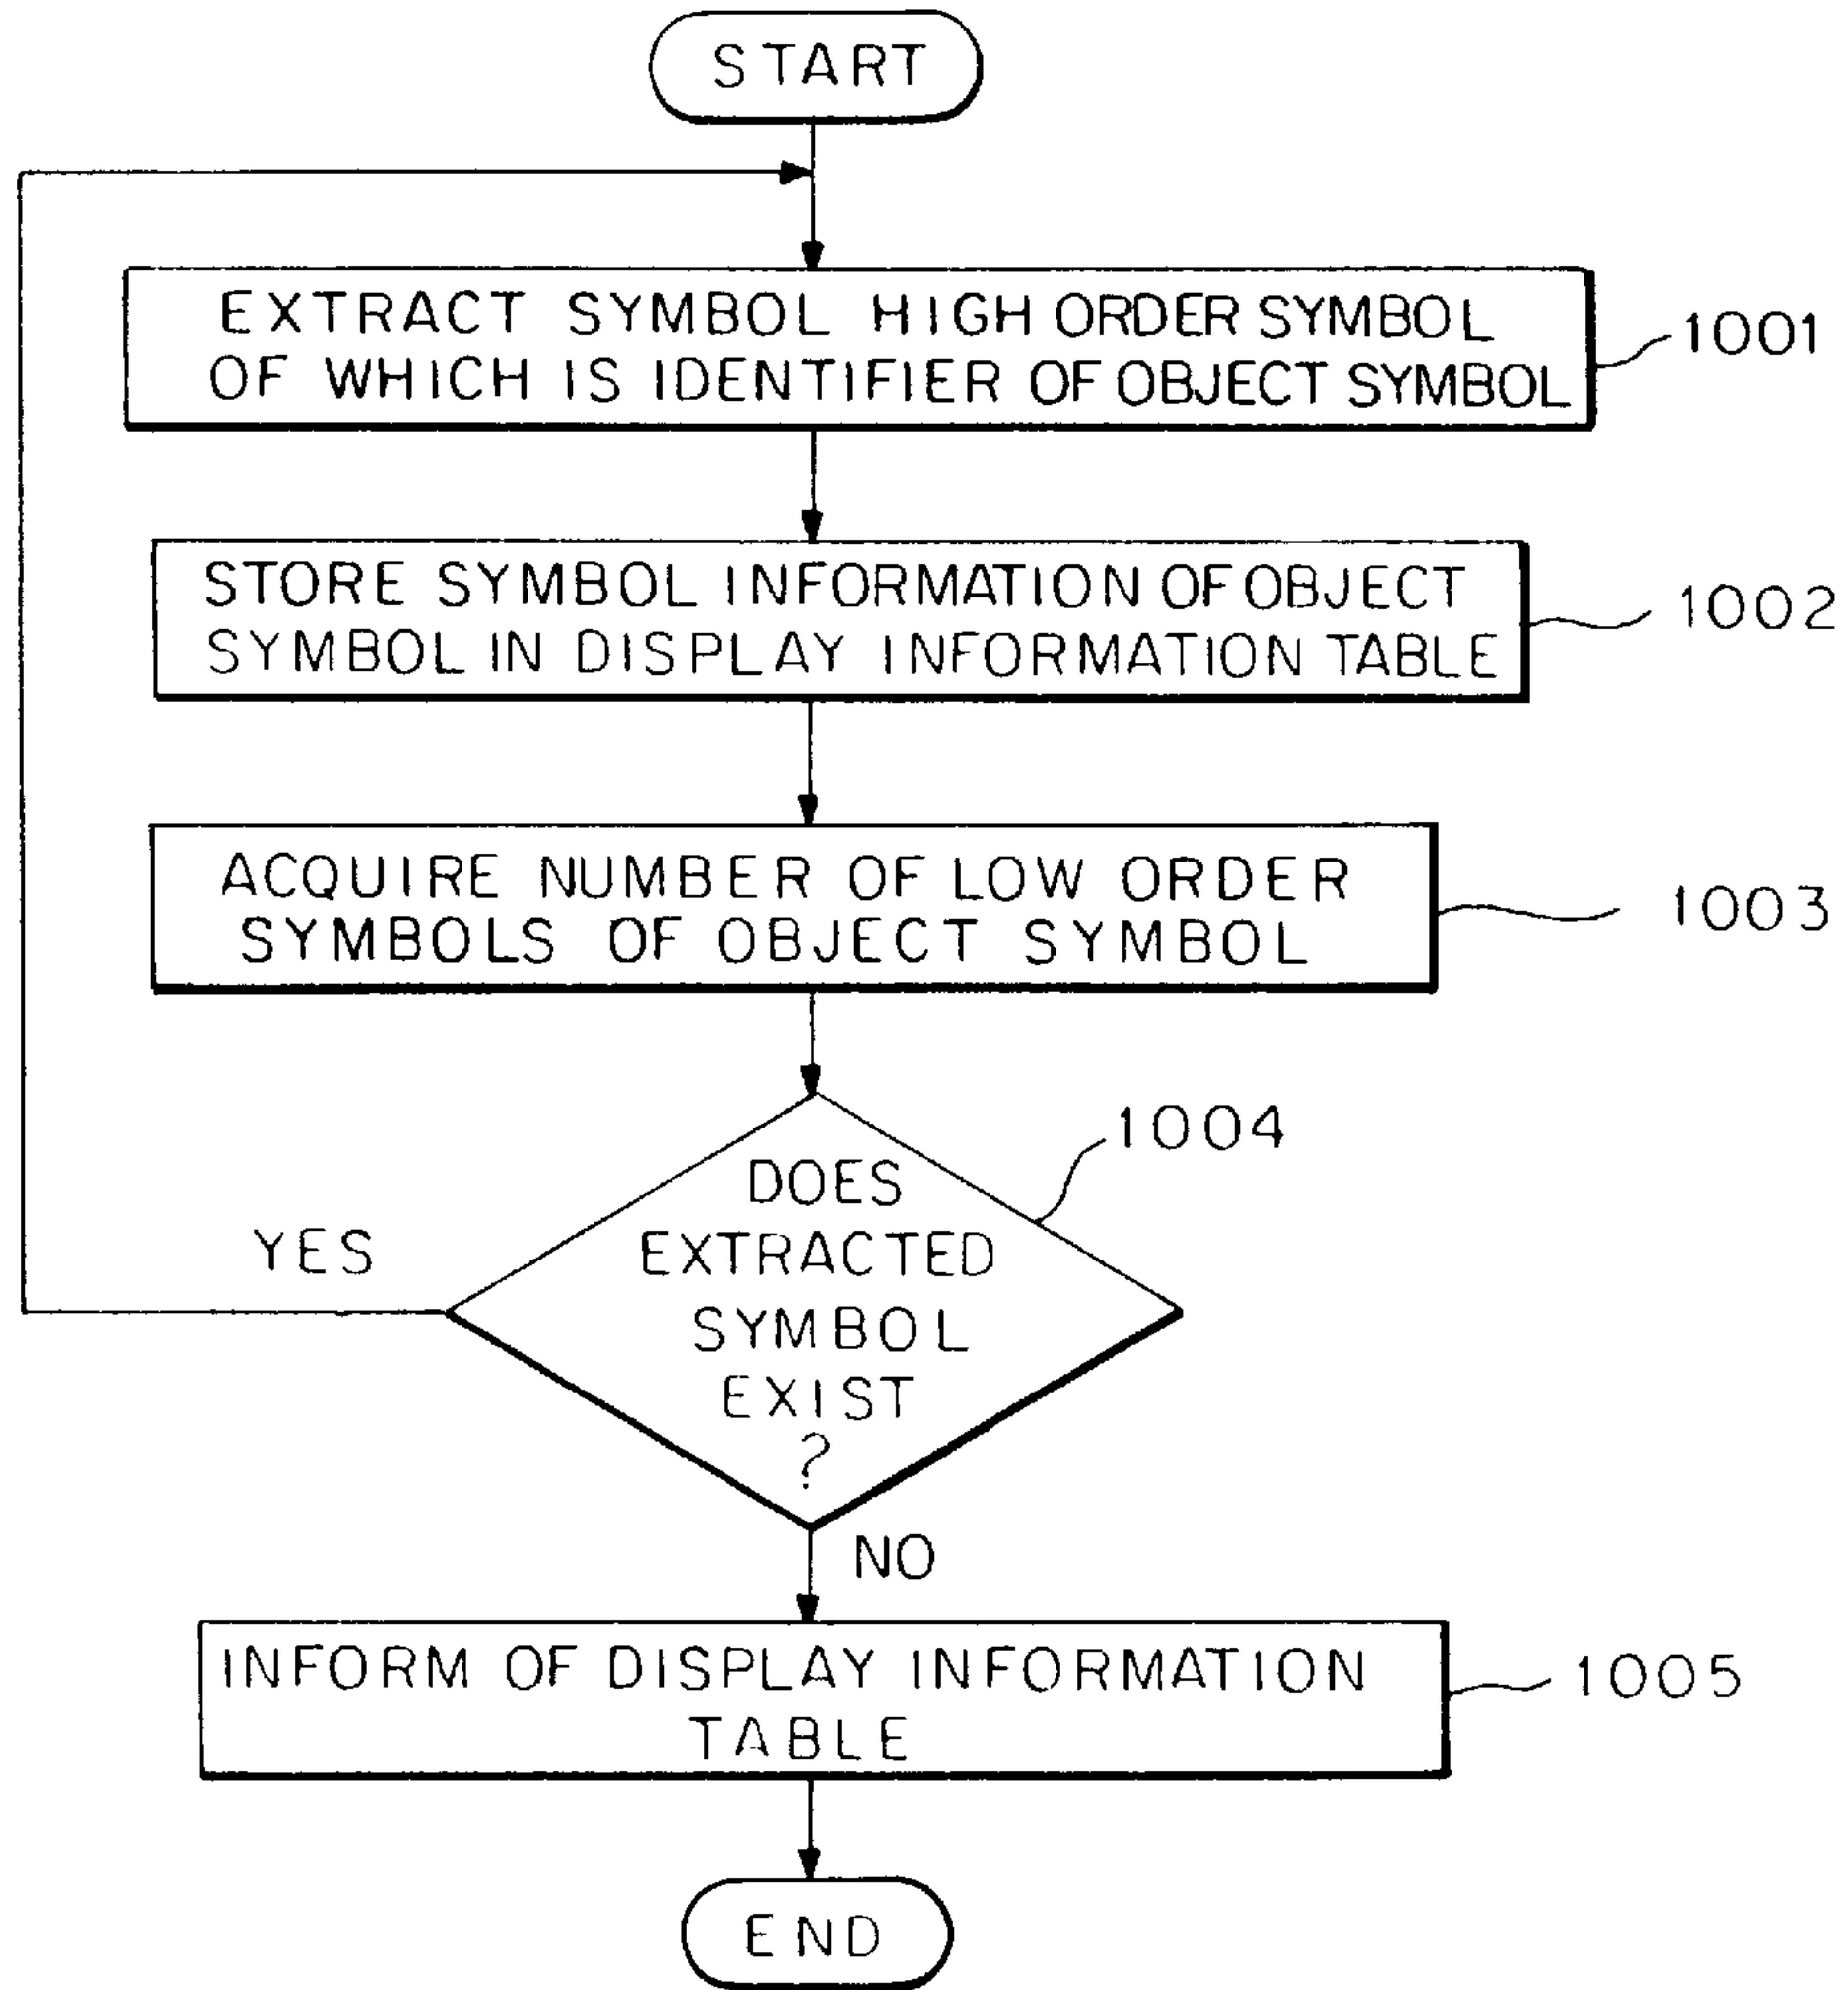 START
EXTRACT SYMBOL HIGH ORDER SYMBOL
OF WHICH IS IDENTIFIER OF OBJECT SYMBOL
1001
STORE SYMBOL INFORMATION OF OBJECT
SYMBOL IN DISPLAY INFORMATION TABLE
1002
ACQUIRE NUMBER OF LOW ORDER
SYMBOLS OF OBJECT SYMBOL
1003
1004
DOES
EXTRACTED
SYMBOL
EXIST
?
YES
NO
INFORM OF DISPLAY INFORMATION
TABLE
1005
END